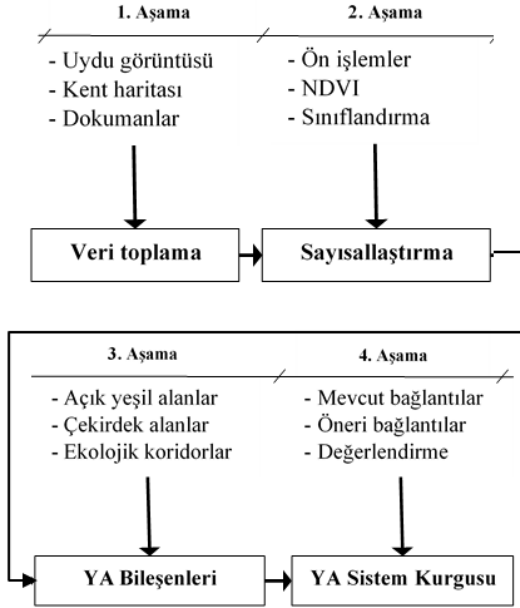 1. Aşama
2. Aşama
- Uydu görüntüsü
- Kent haritası
- Dokumanlar
- Ön işlemler
- NDVI
- Sınıflandırma
Veri toplama
Sayısallaştırma
3. Aşama
4. Aşama
- Açık yeşil alanlar
- Çekirdek alanlar
- Ekolojik koridorlar
- Mevcut bağlantılar
- Öneri bağlantılar
- Değerlendirme
YA Bileşenleri
YA Sistem Kurgusu